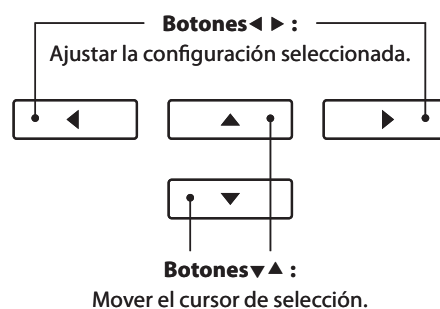 Botones◀ ▶ :
Ajustar la configuración seleccionada.
Botones▼▲ :
Mover el cursor de selección.